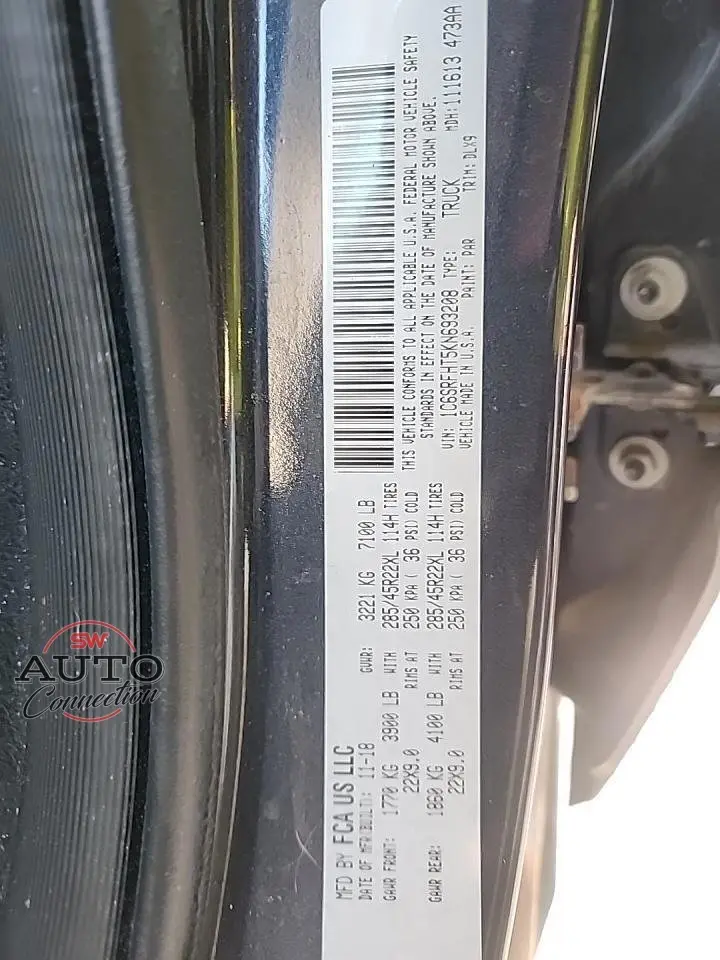 MFD BY FCA US LLC
DATE OF MFR(BUILT): 11-18 GVWR: 3221 KG 7100 LB
GAWR FRONT: 1770 KG 3900 LB WITH 285/45R22XL 114H TIRES
22X9.0 RIMS AT 250 KPA ( 36 PSI) COLD
GAWR REAR: 1860 KG 4100 LB WITH 285/45R22XL 114H TIRES
22X9.0 RIMS AT 250 KPA ( 36 PSI) COLD
THIS VEHICLE CONFORMS TO ALL APPLICABLE U.S.A. FEDERAL MOTOR VEHICLE SAFETY
STANDARDS IN EFFECT ON THE DATE OF MANUFACTURE SHOWN ABOVE.
VIN: 1C6SRFHT5KN693208 TYPE: TRUCK MDH: 111613 473AA
VEHICLE MADE IN U.S.A. PAINT: PAR TRIM: DLX9
SW
AUTO
Connection